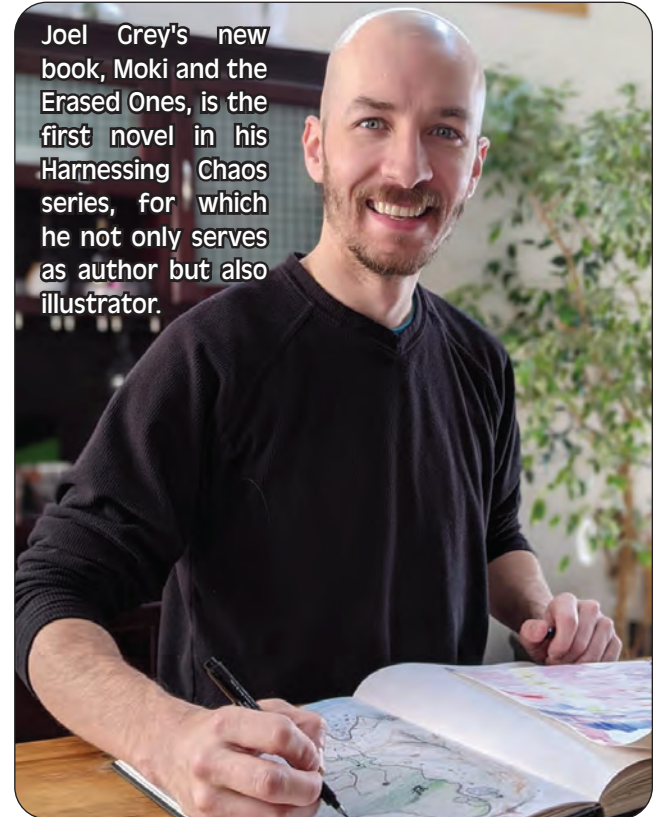 Joel Grey's new
book, Moki and the
Erased Ones, is the
first novel in his
Harnessing Chaos
series, for which
he not only serves
as author but also
illustrator.